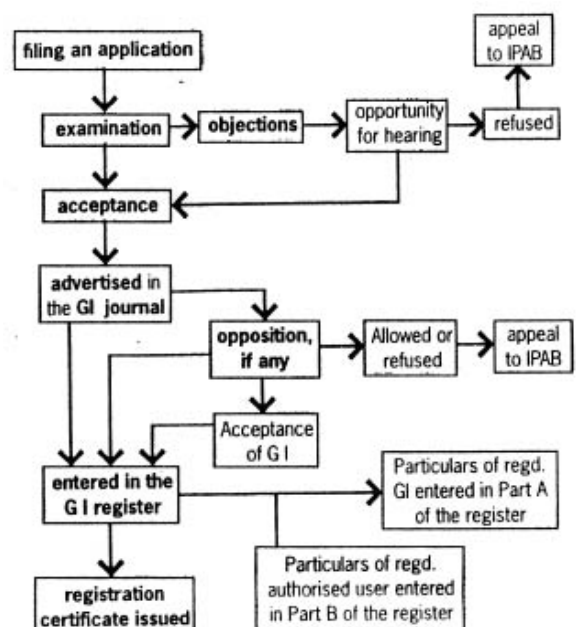 filing an application
appeal
to IPAB
examination
objections
opportunity
for hearing
refused
acceptance
advertised in
the GI journal
opposition,
if any
Allowed or
refused
appeal
to IPAB
Acceptance
of G I
entered in the
G I register
Particulars of regd.
GI entered in Part A
of the register
registration
certificate issued
Particulars of regd.
authorised user entered
in Part B of the register